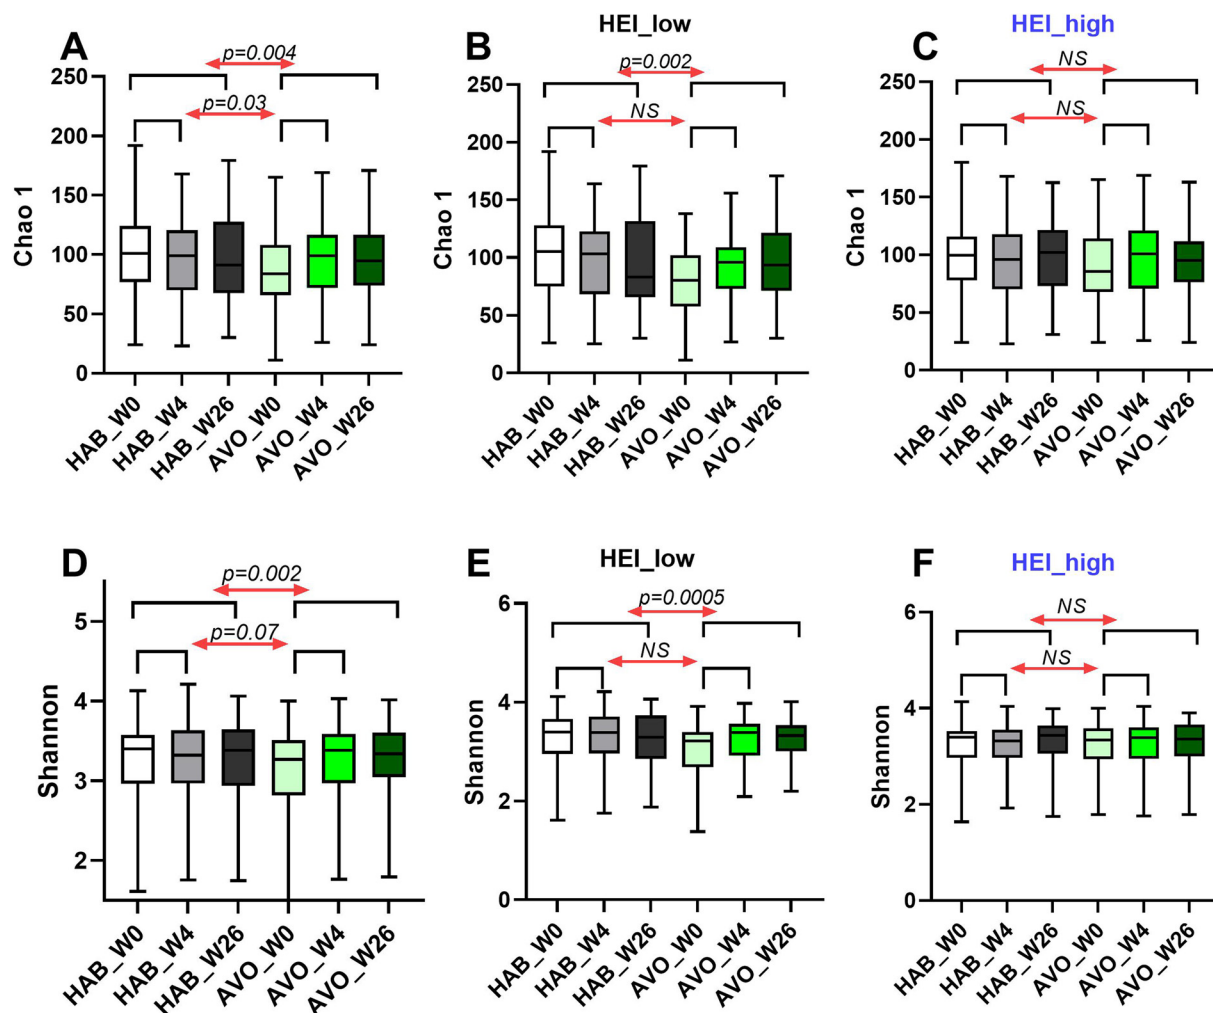 A
p=0.004
p=0.03
Chao 1
250
200
150
100
50
0
HAB_W0
HAB_W4
HAB_W26
AVO_W0
AVO_W4
AVO_W26
B
HEI_low
p=0.002
NS
Chao 1
250
200
150
100
50
0
HAB_W0
HAB_W4
HAB_W26
AVO_W0
AVO_W4
AVO_W26
C
HEI_high
NS
NS
Chao 1
250
200
150
100
50
0
HAB_W0
HAB_W4
HAB_W26
AVO_W0
AVO_W4
AVO_W26
D
p=0.002
p=0.07
Shannon
5
4
3
2
HAB_W0
HAB_W4
HAB_W26
AVO_W0
AVO_W4
AVO_W26
E
HEI_low
p=0.0005
NS
Shannon
6
4
2
0
HAB_W0
HAB_W4
HAB_W26
AVO_W0
AVO_W4
AVO_W26
F
HEI_high
NS
NS
Shannon
6
4
2
0
HAB_W0
HAB_W4
HAB_W26
AVO_W0
AVO_W4
AVO_W26